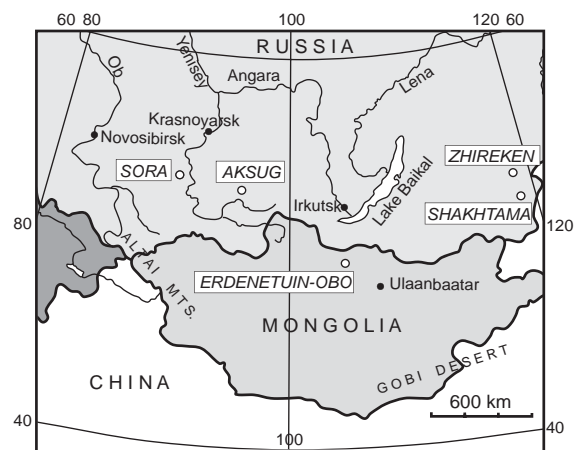 60 80 100 120 60
RUSSIA
Ob
Yenisey
Angara
Lena
Krasnoyarsk
Novosibirsk
SORA
AKSUG
ZHIREKEN
Irkutsk
Lake Baikal
SHAKHTAMA
80
120
ALTAI MTS.
ERDENETUIN-OBO
Ulaanbaatar
MONGOLIA
GOBI DESERT
CHINA
600 km
40
100
40